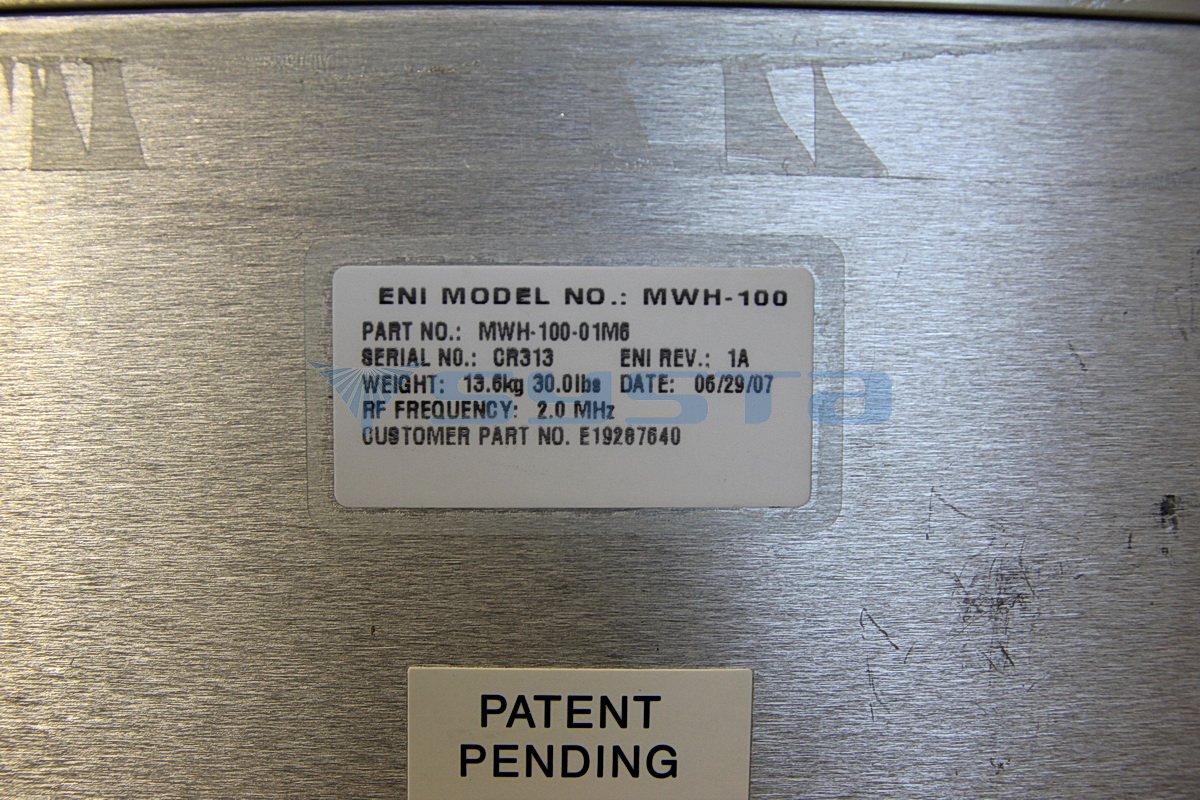 ENI MODEL NO.: MWH-100
PART NO.: MWH-100-01M6
SERIAL NO.: CR313 ENI REV.: 1A
WEIGHT: 13.6kg 30.0lbs DATE: 06/29/07
RF FREQUENCY: 2.0 MHz
CUSTOMER PART NO. E19267640
systa
PATENT
PENDING